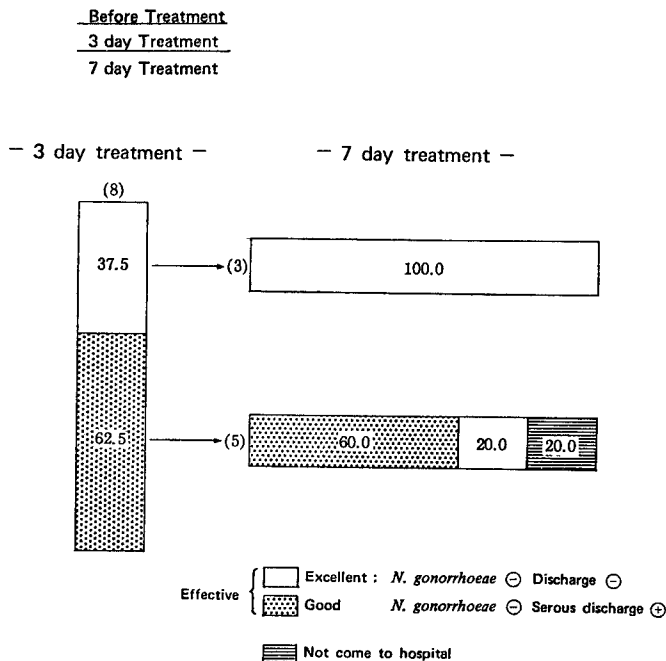 Before Treatment
3 day Treatment
7 day Treatment
— 3 day treatment — — 7 day treatment —
(8)
37.5 (3) 100.0
62.5 (5) 60.0 20.0 20.0
Effective Excellent : N. gonorrhoeae ⊖ Discharge ⊖
Good N. gonorrhoeae ⊖ Serous discharge ⊕
Not come to hospital